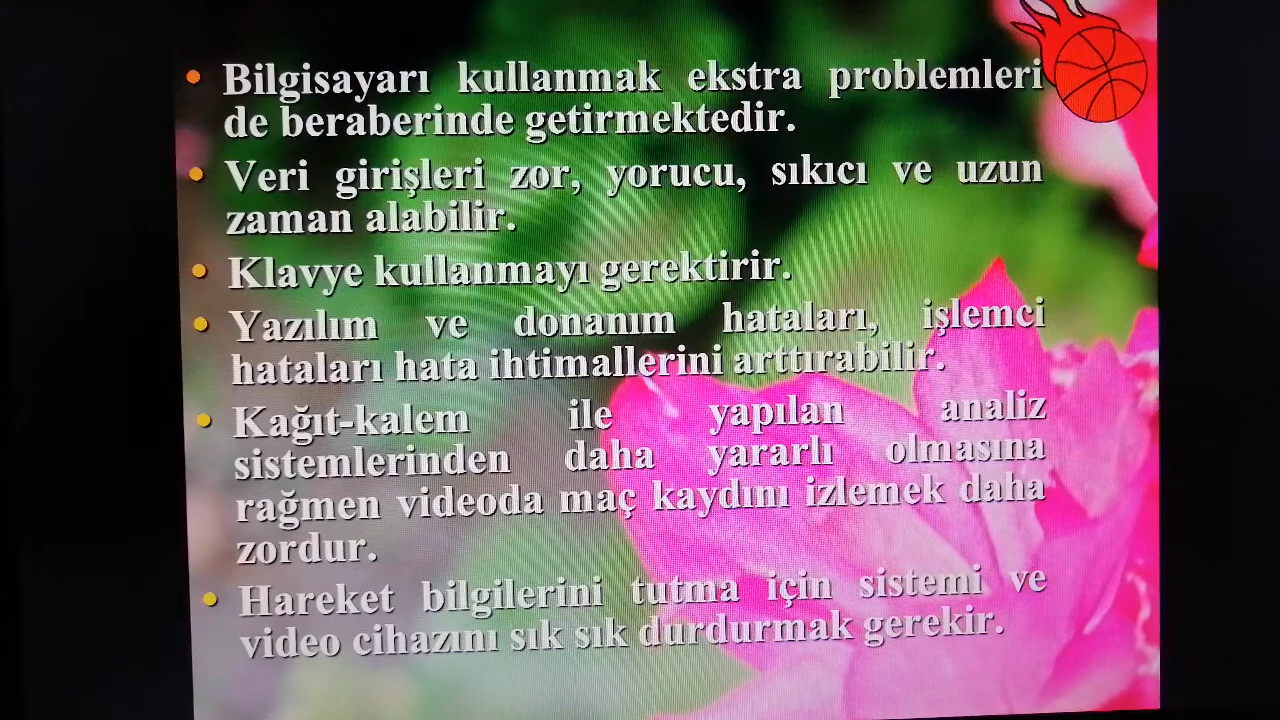 • Bilgisayarı kullanmak ekstra problemleri
de beraberinde getirmektedir.
• Veri girişleri zor, yorucu, sıkıcı ve uzun
zaman alabilir.
• Klavye kullanmayı gerektirir.
• Yazılım ve donanım hataları, işlemci
hataları hata ihtimallerini arttırabilir.
• Kağıt-kalem ile yapılan analiz
sistemlerinden daha yararlı olmasına
rağmen videoda maç kaydını izlemek daha
zordur.
• Hareket bilgilerini tutma için sistemi ve
video cihazını sık sık durdurmak gerekir.